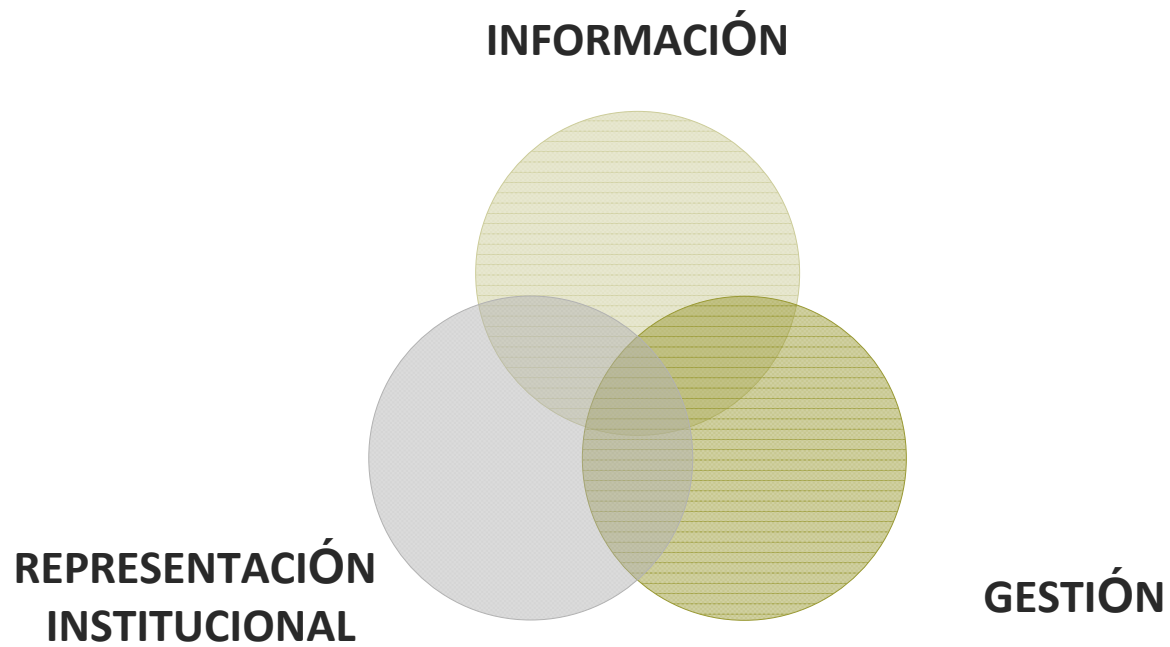 INFORMACIÓN
REPRESENTACIÓN
INSTITUCIONAL
GESTIÓN